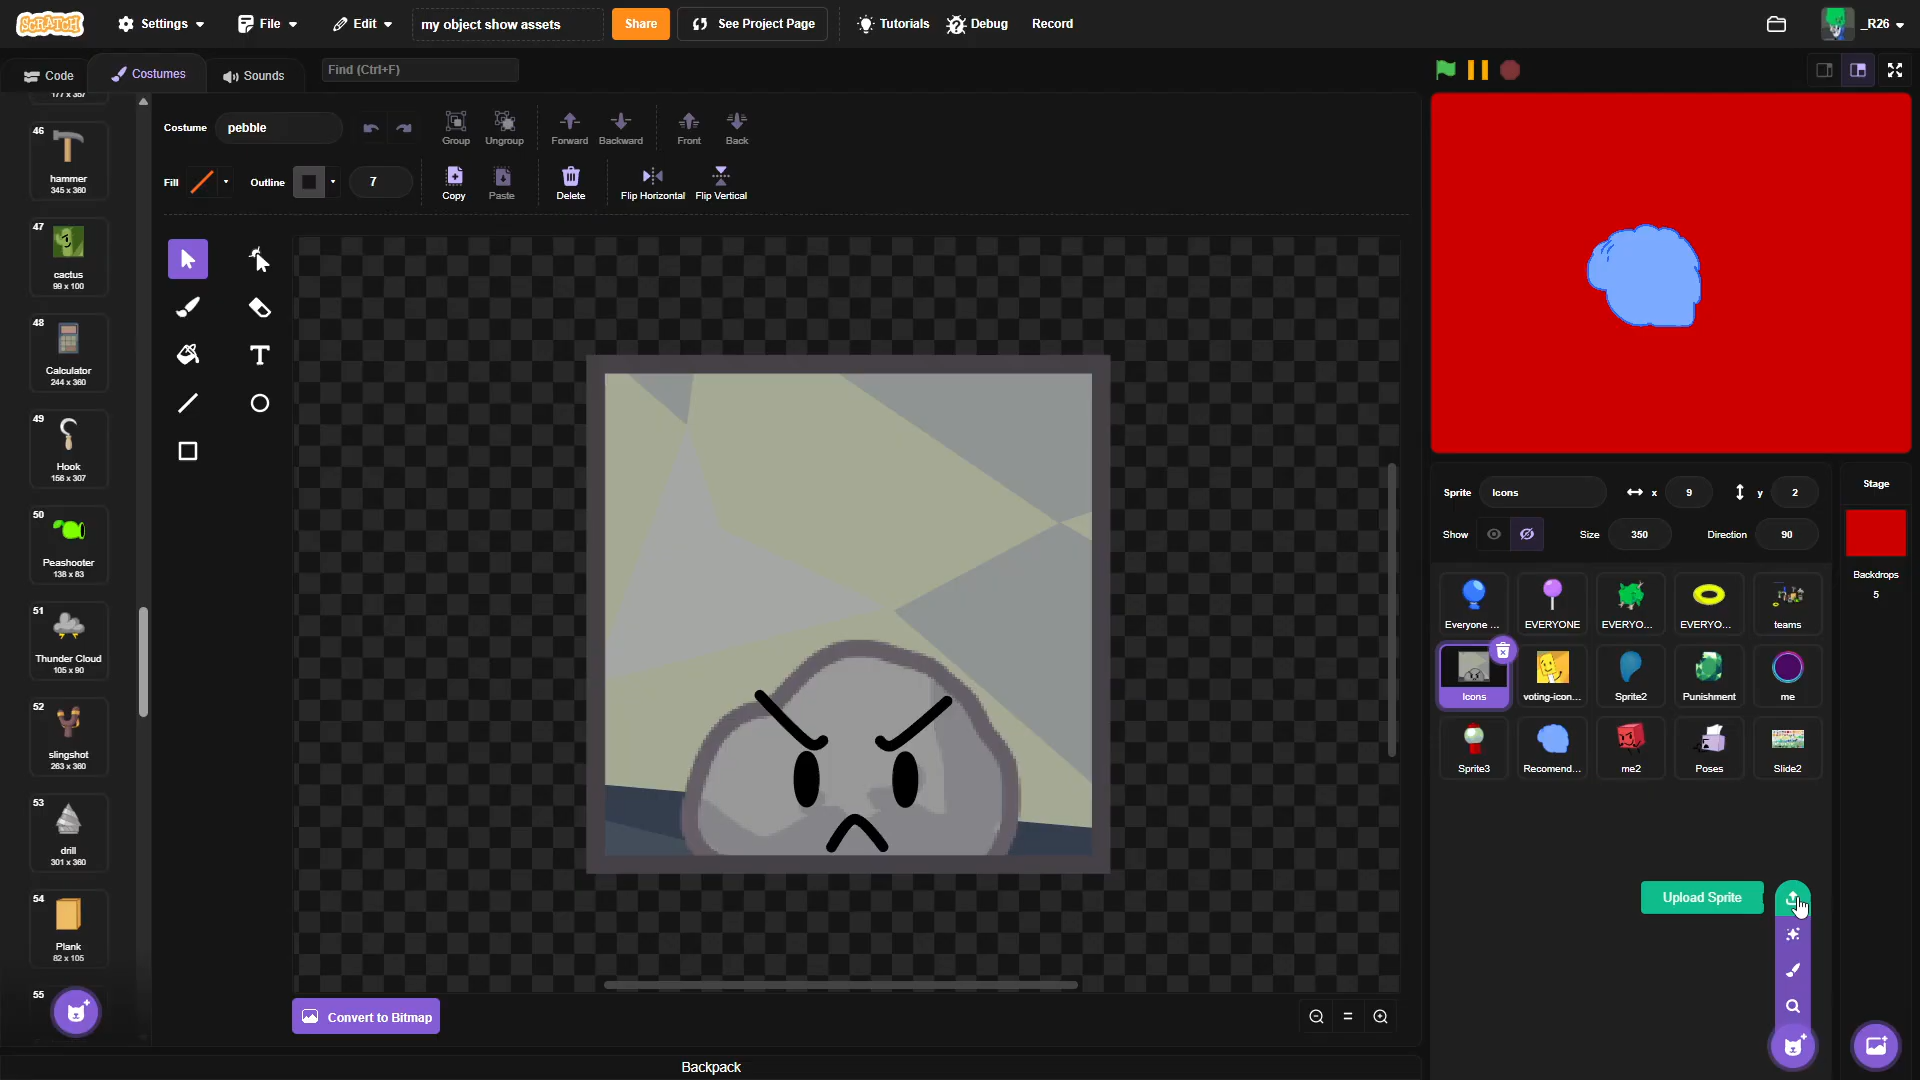 SCRATCH
Settings
File
Edit
my object show assets
Share
See Project Page
Tutorials
Debug
Record
_R26
Code
Costumes
Sounds
Find (Ctrl+F)
177 x 357
46
hammer
345 x 360
47
cactus
99 x 100
48
Calculator
244 x 360
49
Hook
156 x 307
50
Peashooter
138 x 83
51
Thunder Cloud
105 x 90
52
slingshot
263 x 360
53
drill
301 x 360
54
Plank
82 x 105
55
Costume
pebble
Group
Ungroup
Forward
Backward
Front
Back
Fill
Outline
7
Copy
Paste
Delete
Flip Horizontal
Flip Vertical
Convert to Bitmap
Backpack
Sprite
Icons
x
9
y
2
Show
Size
350
Direction
90
Stage
Backdrops
5
Everyone ...
EVERYONE
EVERYO...
EVERYO...
teams
Icons
voting-icon...
Sprite2
Punishment
me
Sprite3
Recomend...
me2
Poses
Slide2
Upload Sprite